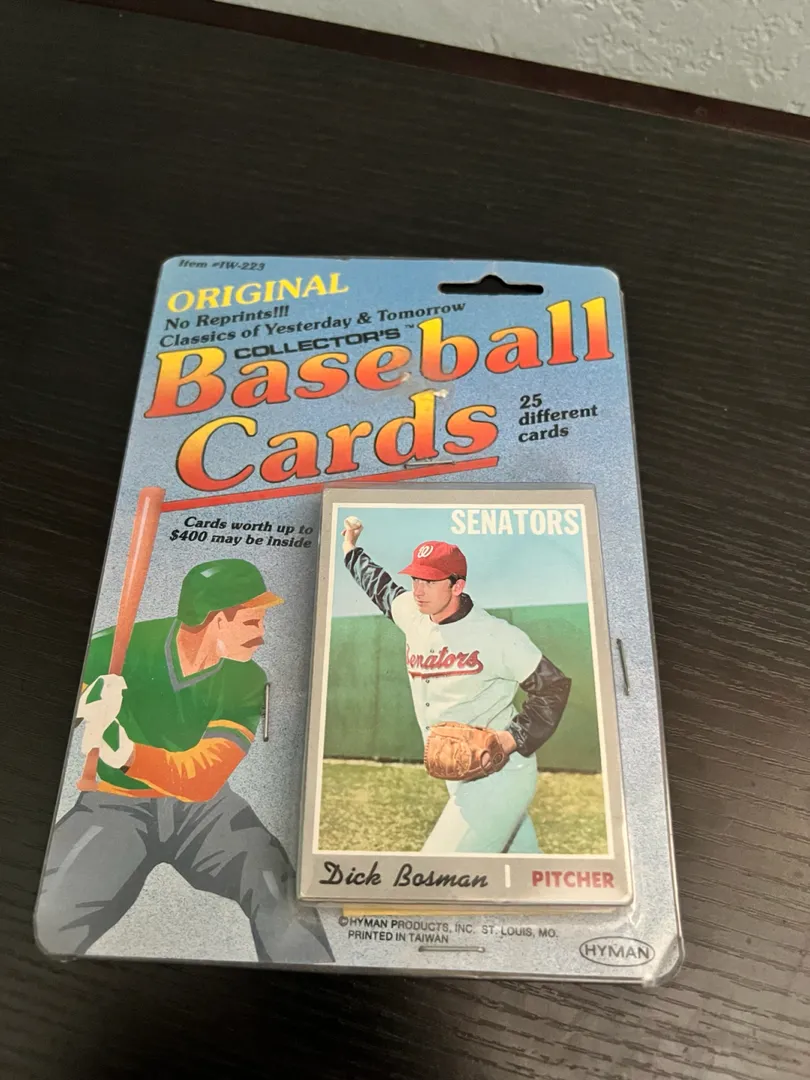 Item #IW-223
ORIGINAL
No Reprints!!!
Classics of Yesterday & Tomorrow
COLLECTOR'S™
Baseball
Cards
25
different
cards
Cards worth up to
$400 may be inside
SENATORS
W
Senators
Dick Bosman
PITCHER
©HYMAN PRODUCTS, INC. ST. LOUIS, MO.
PRINTED IN TAIWAN
HYMAN